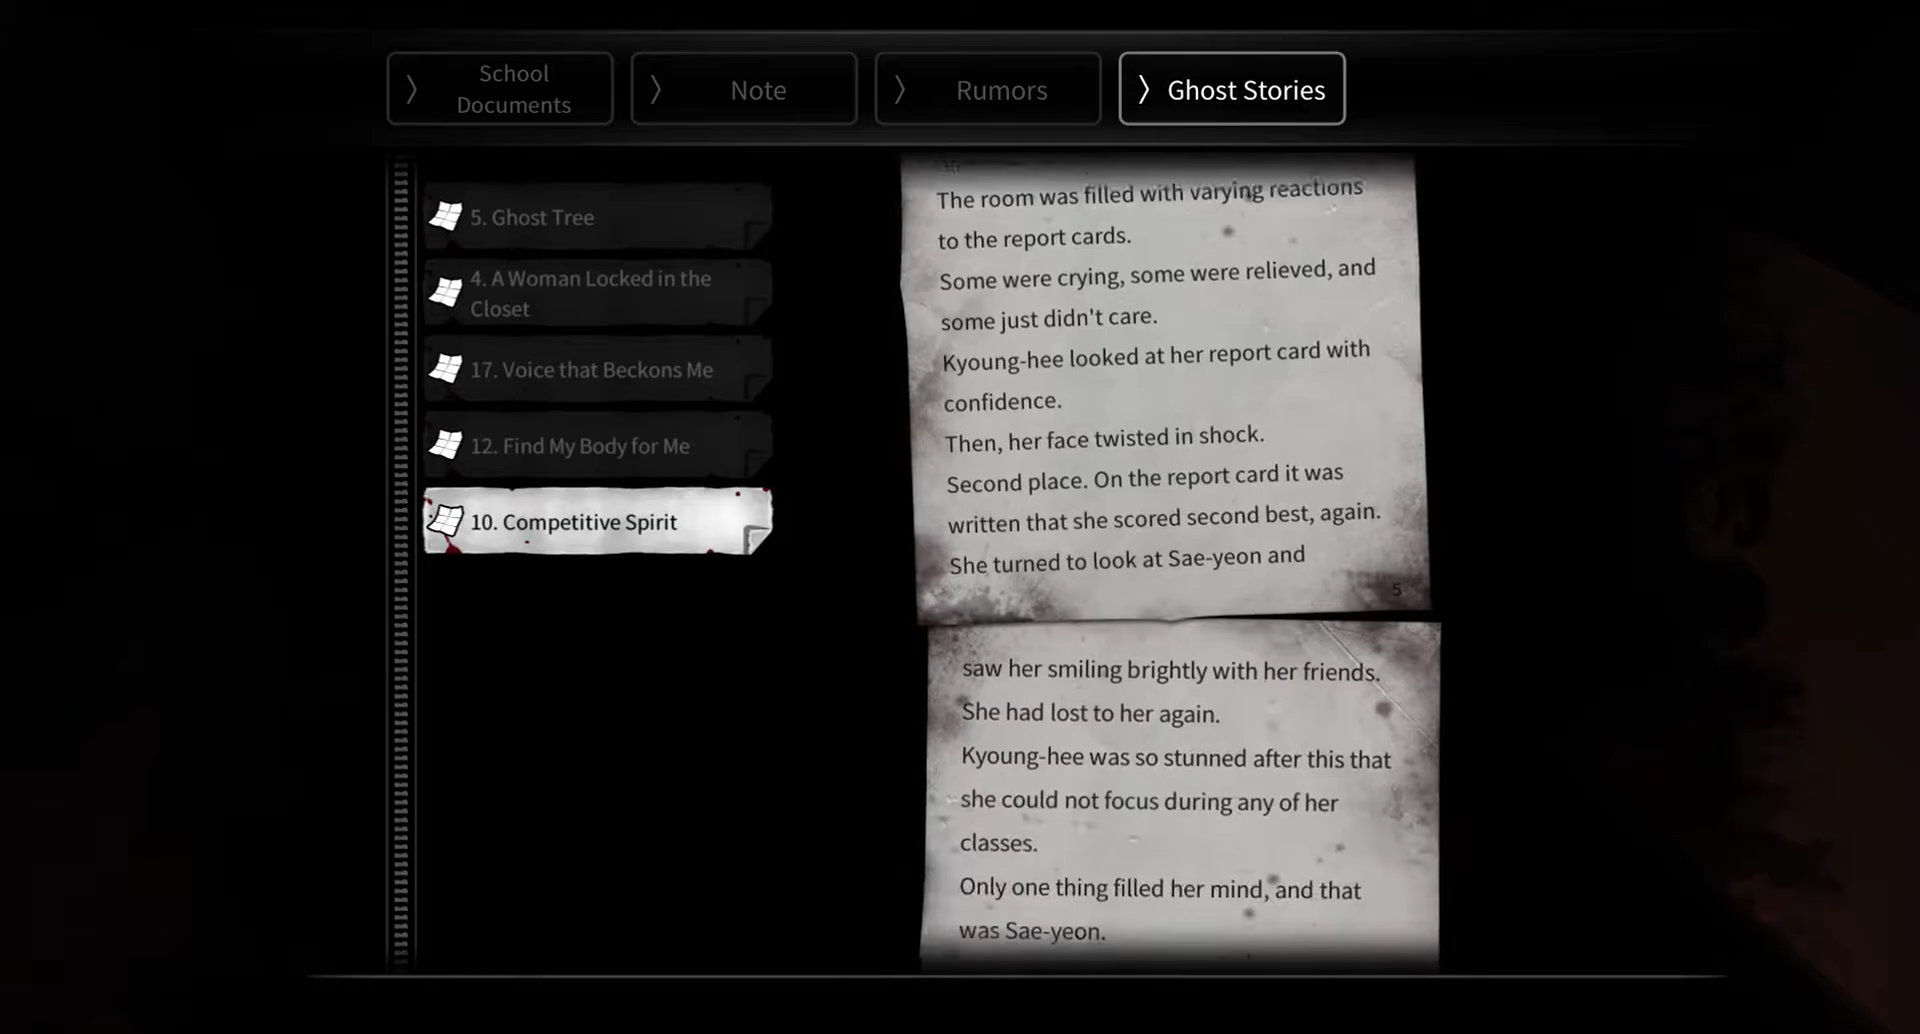 School
Documents
Note
Rumors
Ghost Stories
5. Ghost Tree
4. A Woman Locked in the
Closet
17. Voice that Beckons Me
12. Find My Body for Me
10. Competitive Spirit
The room was filled with varying reactions
to the report cards.
Some were crying, some were relieved, and
some just didn't care.
Kyoung-hee looked at her report card with
confidence.
Then, her face twisted in shock.
Second place. On the report card it was
written that she scored second best, again.
She turned to look at Sae-yeon and
5
saw her smiling brightly with her friends.
She had lost to her again.
Kyoung-hee was so stunned after this that
she could not focus during any of her
classes.
Only one thing filled her mind, and that
was Sae-yeon.